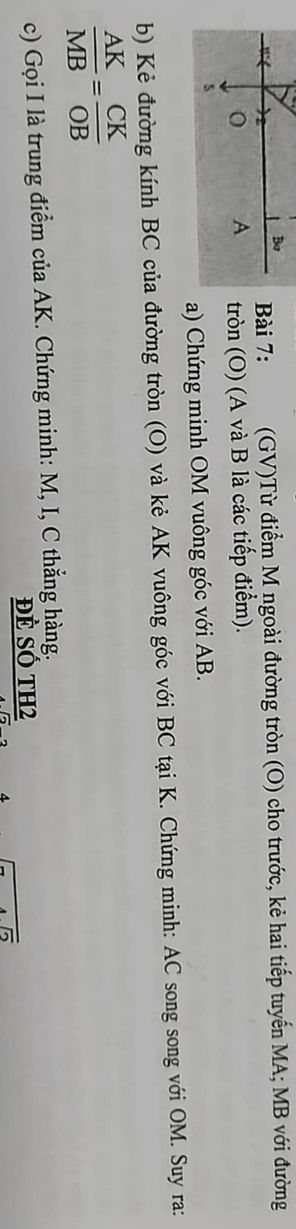 Bài 7: (GV)Từ điểm M ngoài đường tròn (O) cho trước, kẻ hai tiếp tuyến MA; MB với đường
tròn (O) (A và B là các tiếp điểm).
a) Chứng minh OM vuông góc với AB.
b) Kẻ đường kính BC của đường tròn (O) và kẻ AK vuông góc với BC tại K. Chứng minh: AC song song với OM. Suy ra:
AK/MB = CK/OB
c) Gọi I là trung điểm của AK. Chứng minh: M, I, C thẳng hàng.
ĐỀ SỐ TH2
O A
s